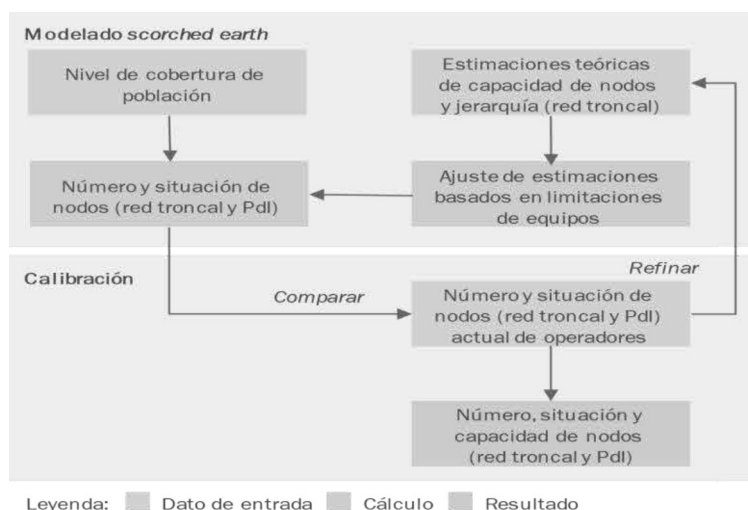 Modelado scorched earth
Nivel de cobertura de
población
Estimaciones teóricas
de capacidad de nodos
y jerarquía (red troncal)
Número y situación de
nodos (red troncal y PdI)
Ajuste de estimaciones
basados en limitaciones
de equipos
Calibración
Comparar
Refinar
Número y situación de
nodos (red troncal y PdI)
actual de operadores
Número, situación y
capacidad de nodos
(red troncal y PdI)
Leyenda: Dato de entrada Cálculo Resultado